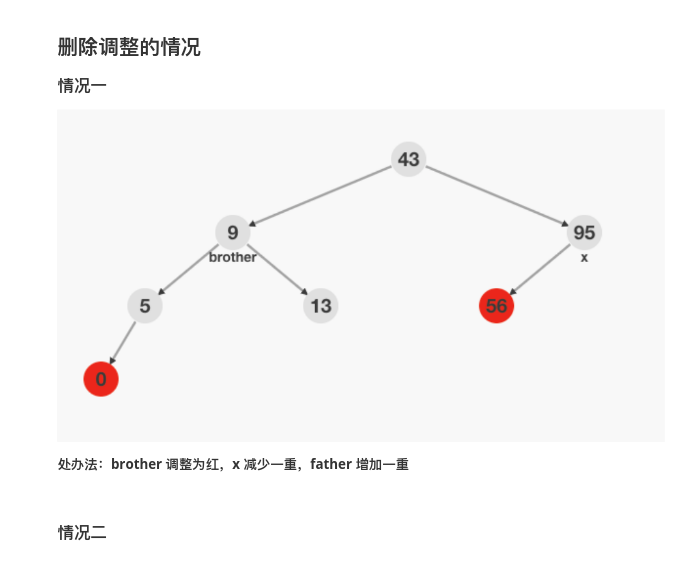 删除调整的情况
情况一
43
9
95
brother
x
5
13
56
0
处办法：brother 调整为红，x 减少一重，father 增加一重
情况二